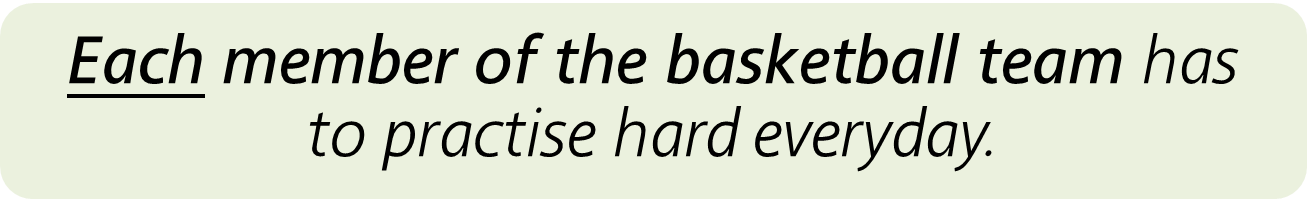 Each member of the basketball team has
to practise hard everyday.